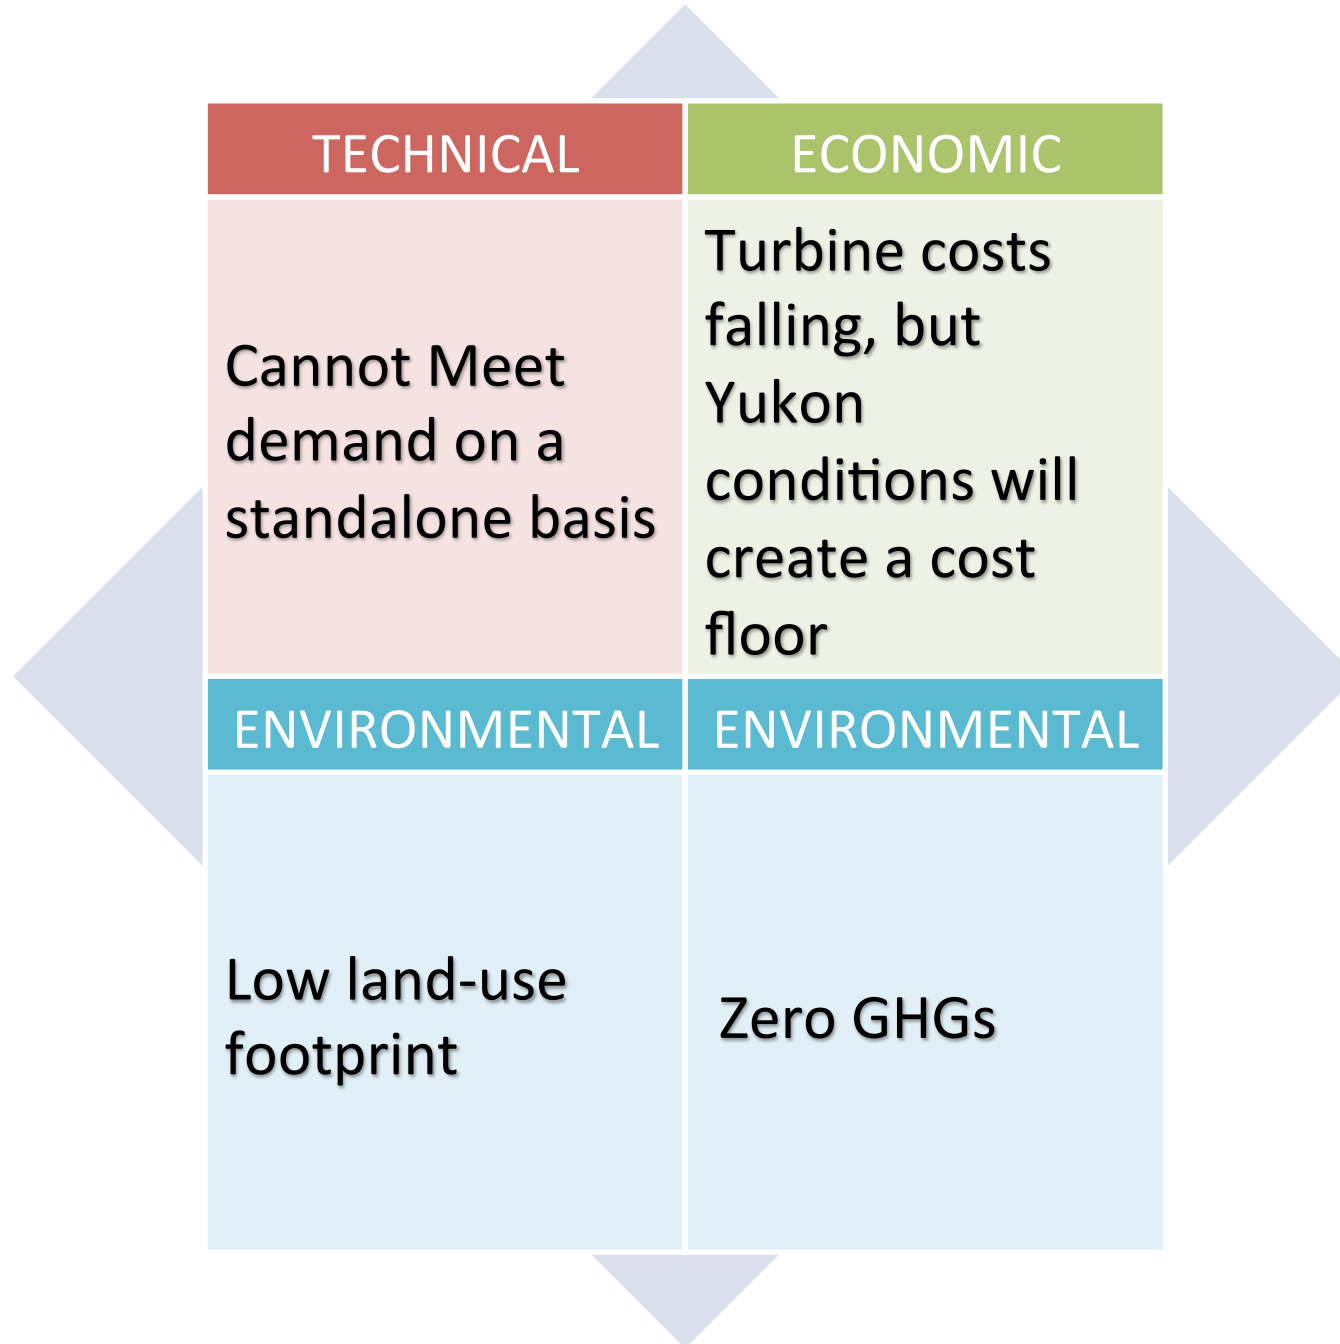 TECHNICAL
ECONOMIC
Cannot Meet
demand on a
standalone basis
Turbine costs
falling, but
Yukon
conditions will
create a cost
floor
ENVIRONMENTAL
ENVIRONMENTAL
Low land-use
footprint
Zero GHGs